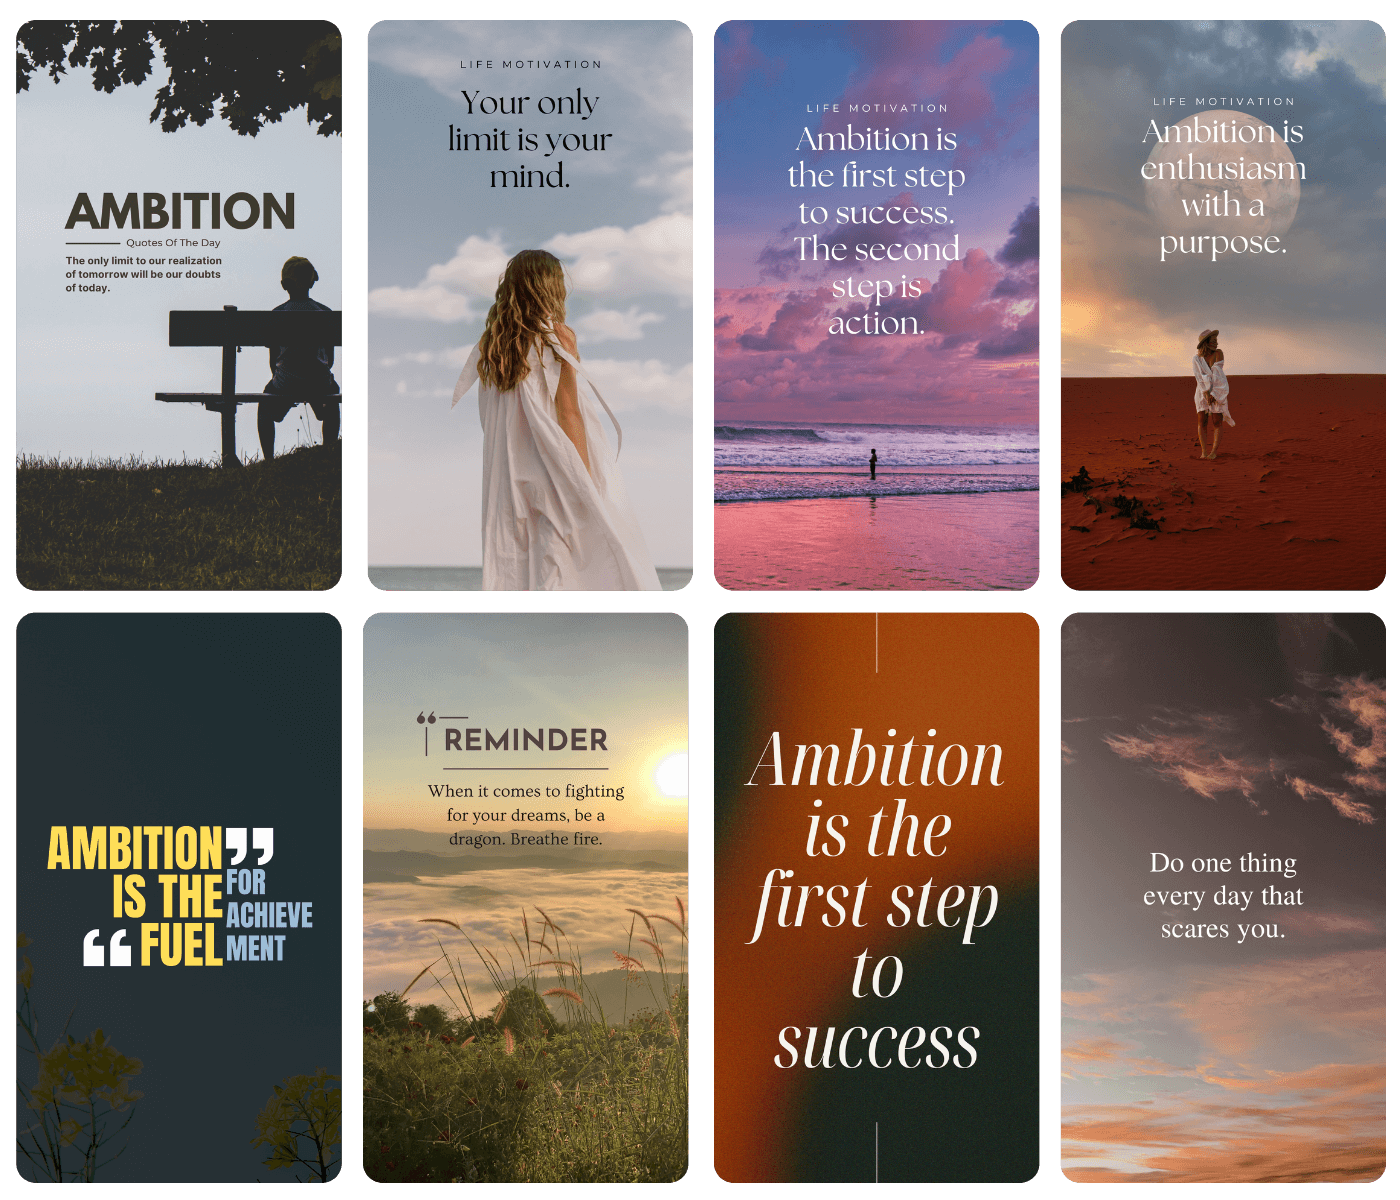 AMBITION
Quotes Of The Day
The only limit to our realization
of tomorrow will be our doubts
of today.
LIFE MOTIVATION
Your only
limit is your
mind.
LIFE MOTIVATION
Ambition is
the first step
to success.
The second
step is
action.
LIFE MOTIVATION
Ambition is
enthusiasm
with a
purpose.
AMBITION”
IS THE
“FUEL
FOR
ACHIEVE
MENT
“REMINDER
When it comes to fighting
for your dreams, be a
dragon. Breathe fire.
Ambition
is the
first step
to
success
Do one thing
every day that
scares you.